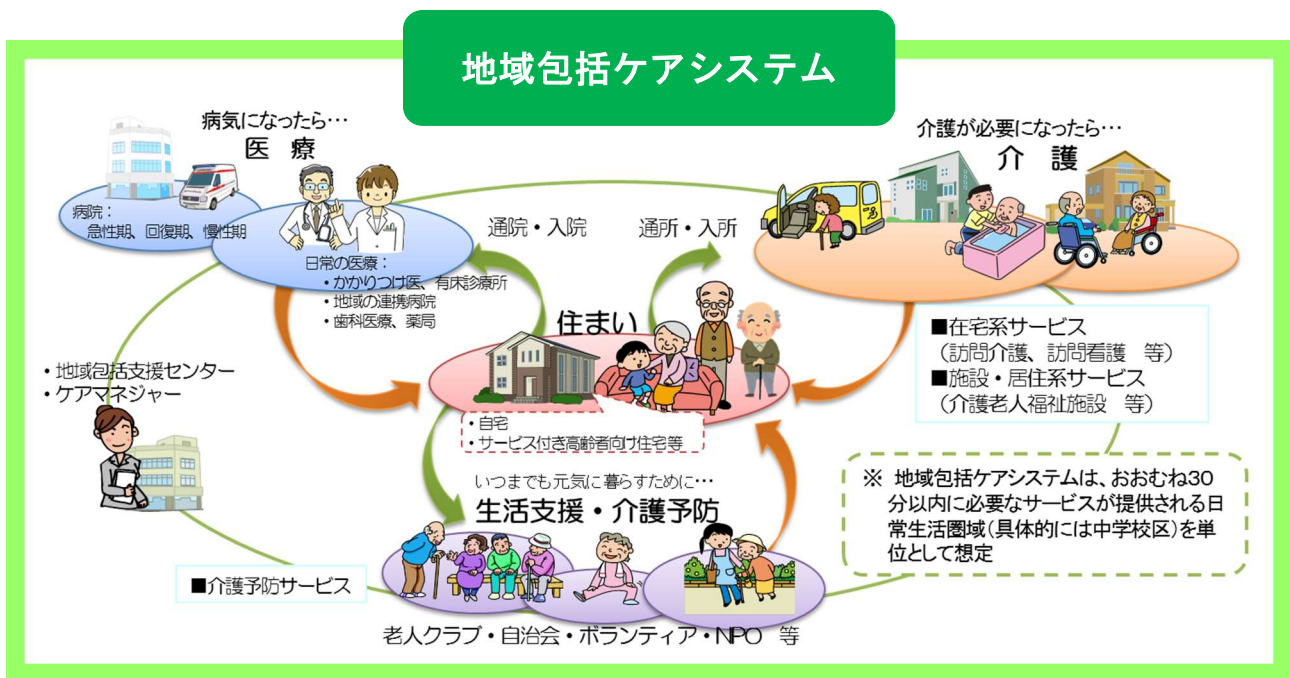 地域包括ケアシステム
病気になったら…
医 療
病院：
急性期、回復期、慢性期
日常の医療：
・かかりつけ医、有床診療所
・地域の連携病院
・歯科医療、薬局
通院・入院
通所・入所
介護が必要になったら…
介 護
■在宅系サービス
（訪問介護、訪問看護 等）
■施設・居住系サービス
（介護老人福祉施設 等）
住まい
・自宅
・サービス付き高齢者向け住宅等
・地域包括支援センター
・ケアマネジャー
いつまでも元気に暮らすために…
生活支援・介護予防
■介護予防サービス
老人クラブ・自治会・ボランティア・NPO 等
※ 地域包括ケアシステムは、おおむね30
分以内に必要なサービスが提供される日
常生活圏域（具体的には中学校区）を単
位として想定